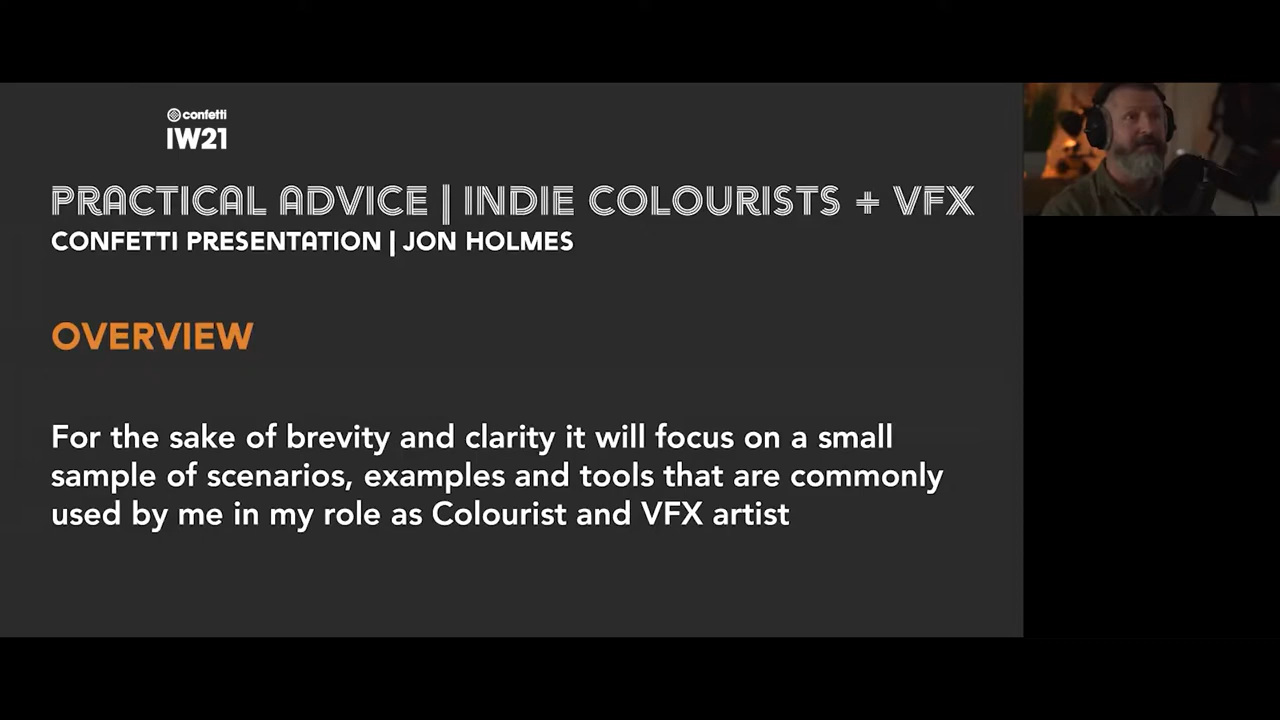 confetti
IW21
PRACTICAL ADVICE | INDIE COLOURISTS + VFX
CONFETTI PRESENTATION | JON HOLMES
OVERVIEW
For the sake of brevity and clarity it will focus on a small
sample of scenarios, examples and tools that are commonly
used by me in my role as Colourist and VFX artist